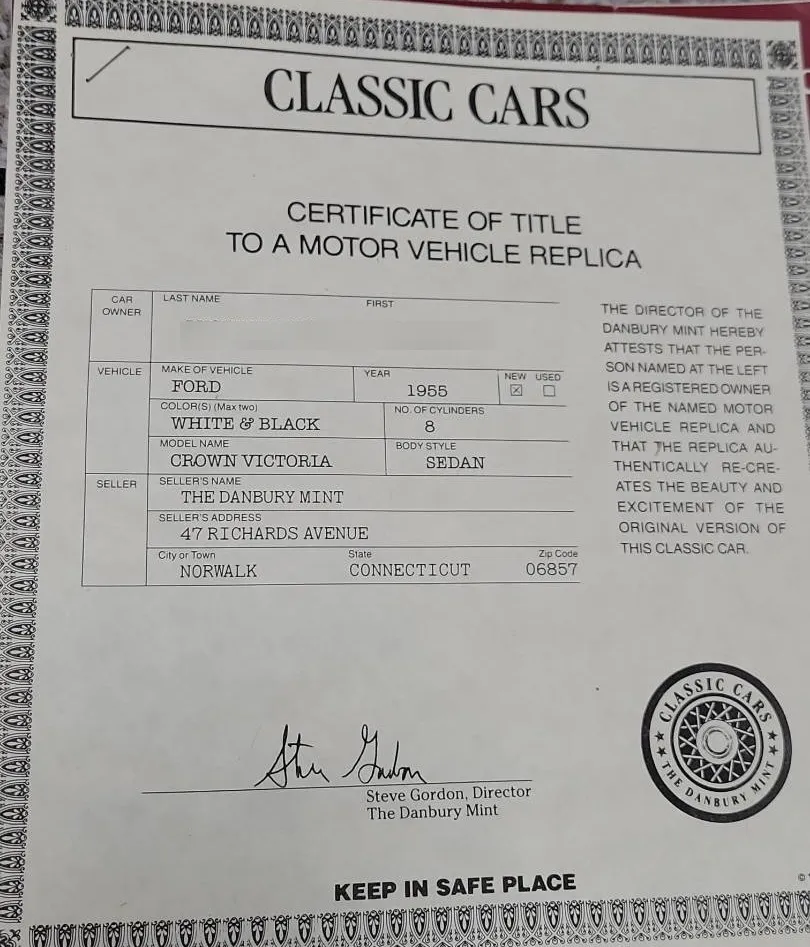 CLASSIC CARS
CERTIFICATE OF TITLE
TO A MOTOR VEHICLE REPLICA
CAR OWNER
LAST NAME FIRST
VEHICLE
MAKE OF VEHICLE YEAR NEW USED
FORD 1955 ☒ ☐
COLOR(S) (Max two) NO. OF CYLINDERS
WHITE & BLACK 8
MODEL NAME BODY STYLE
CROWN VICTORIA SEDAN
SELLER
SELLER'S NAME
THE DANBURY MINT
SELLER'S ADDRESS
47 RICHARDS AVENUE
City or Town State Zip Code
NORWALK CONNECTICUT 06857
THE DIRECTOR OF THE
DANBURY MINT HEREBY
ATTESTS THAT THE PER-
SON NAMED AT THE LEFT
IS A REGISTERED OWNER
OF THE NAMED MOTOR
VEHICLE REPLICA AND
THAT THE REPLICA AU-
THENTICALLY RE-CRE-
ATES THE BEAUTY AND
EXCITEMENT OF THE
ORIGINAL VERSION OF
THIS CLASSIC CAR.
Steve Gordon
Steve Gordon, Director
The Danbury Mint
CLASSIC CARS
★★ THE DANBURY MINT ★★
KEEP IN SAFE PLACE
©